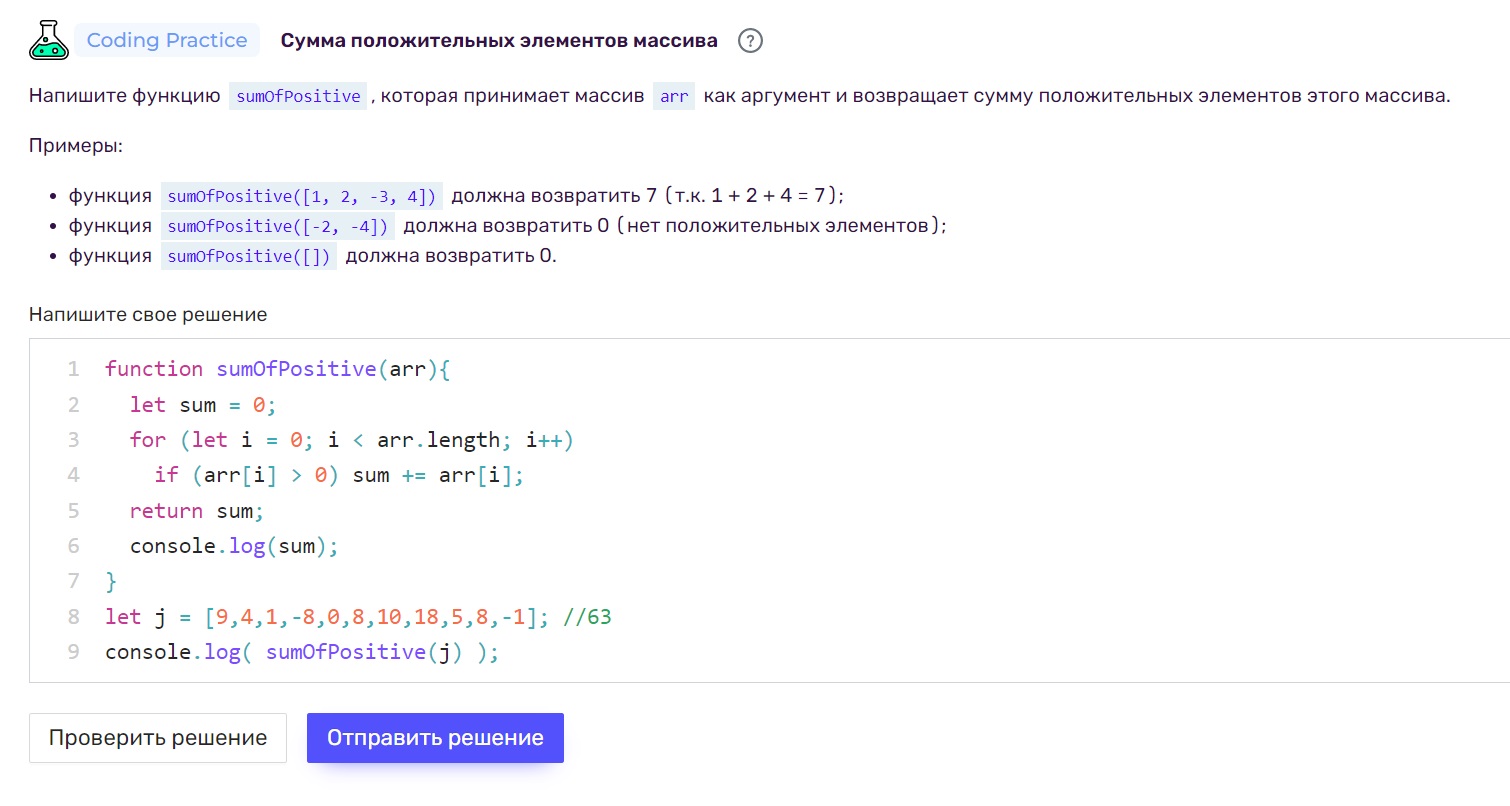 Coding Practice Сумма положительных элементов массива ?
Напишите функцию sumOfPositive , которая принимает массив arr как аргумент и возвращает сумму положительных элементов этого массива.
Примеры:
• функция sumOfPositive([1, 2, -3, 4]) должна возвратить 7 (т.к. 1 + 2 + 4 = 7);
• функция sumOfPositive([-2, -4]) должна возвратить 0 (нет положительных элементов);
• функция sumOfPositive([]) должна возвратить 0.
Напишите свое решение
1 function sumOfPositive(arr){
2 let sum = 0;
3 for (let i = 0; i < arr.length; i++)
4 if (arr[i] > 0) sum += arr[i];
5 return sum;
6 console.log(sum);
7 }
8 let j = [9,4,1,-8,0,8,10,18,5,8,-1]; //63
9 console.log( sumOfPositive(j) );
Проверить решение Отправить решение